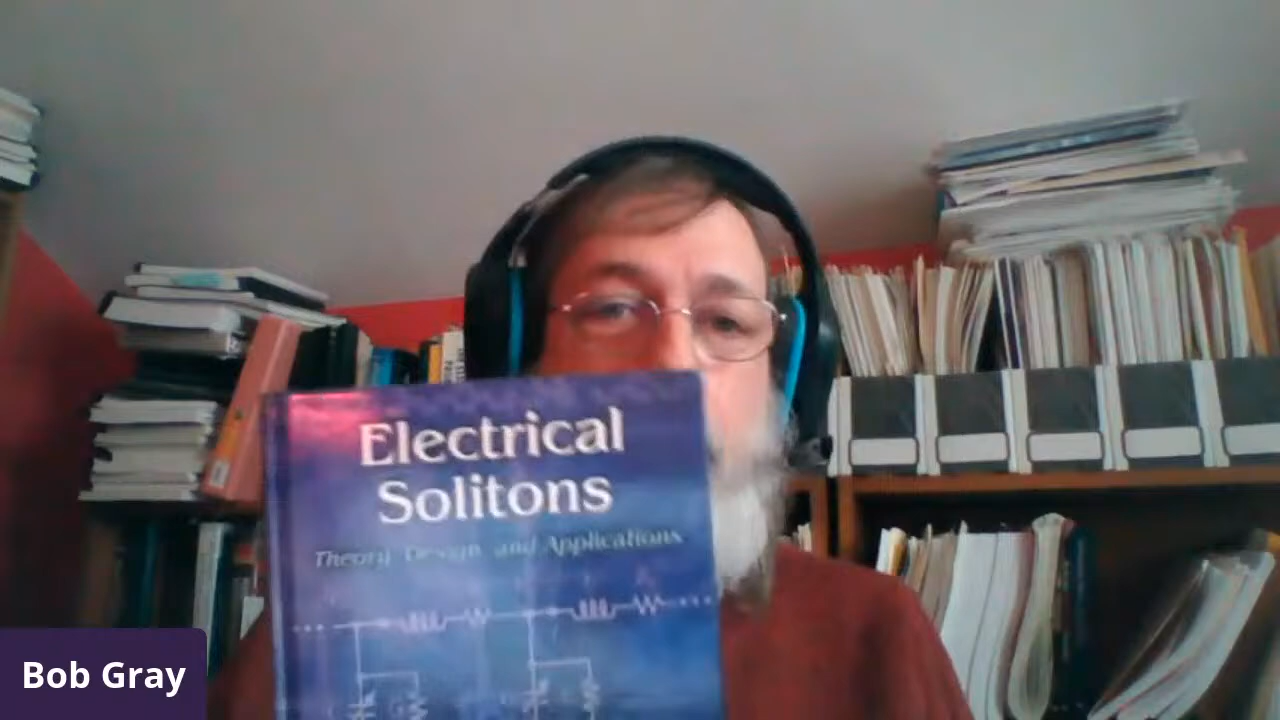 Electrical
Solitons
Theory, Design, and Applications
Bob Gray